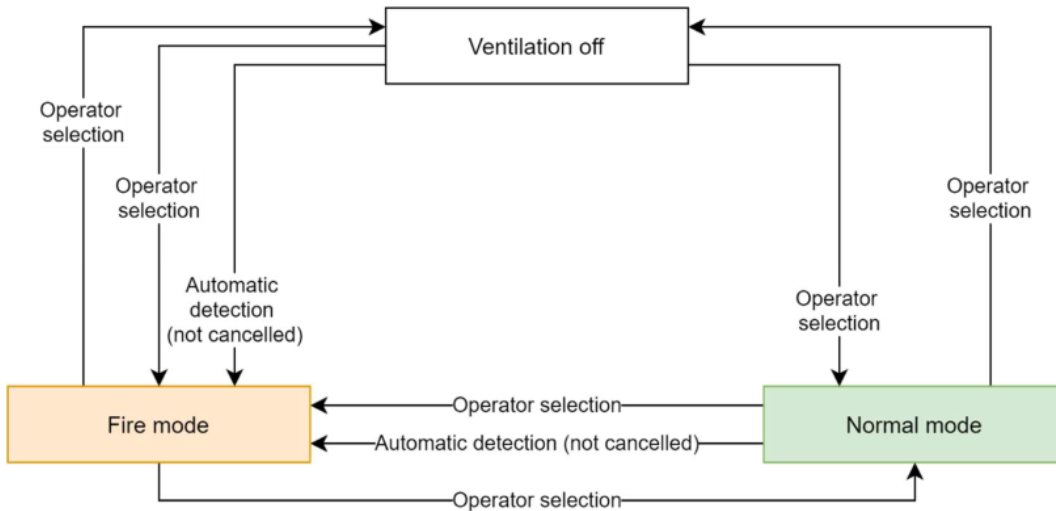 Ventilation off
Operator
selection
Operator
selection
Operator
selection
Automatic
detection
(not cancelled)
Operator
selection
Fire mode
Operator selection
Automatic detection (not cancelled)
Operator selection
Normal mode